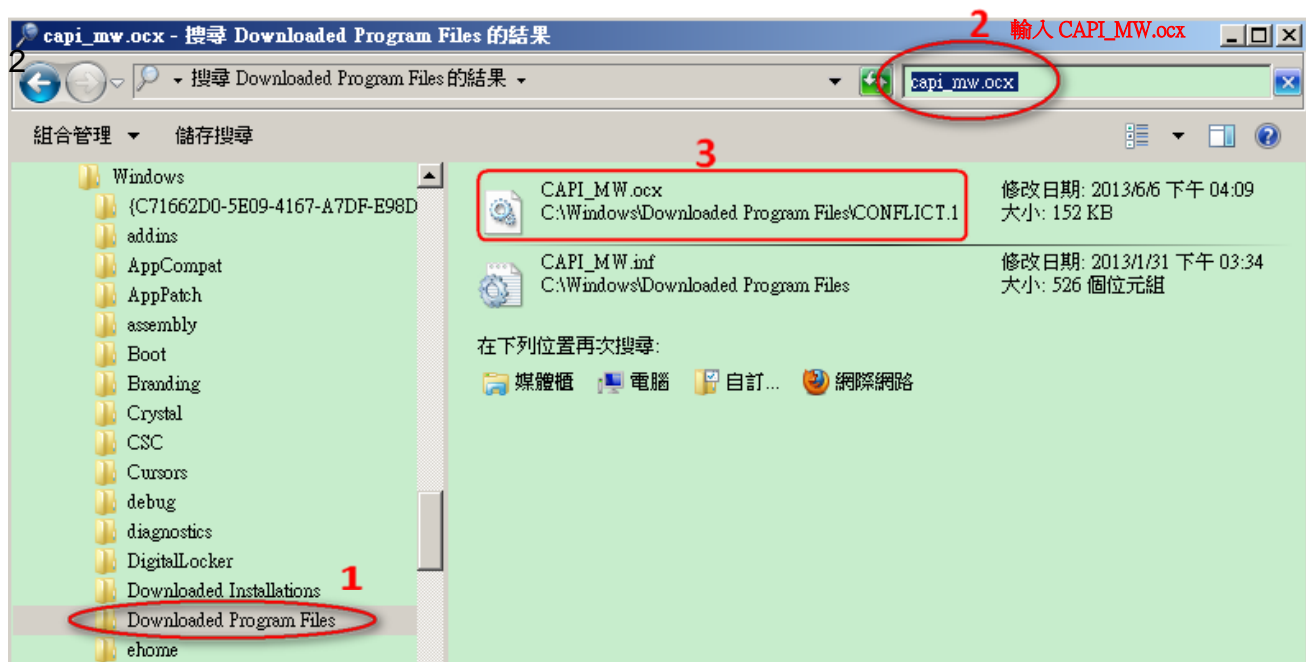 2 輸入 CAPI_MW.ocx
capi_mw.ocx - 搜尋 Downloaded Program Files 的結果
2
搜尋 Downloaded Program Files 的結果
capi_mw.ocx
組合管理 儲存搜尋
3
Windows
{C71662D0-5E09-4167-A7DF-E98D
addins
AppCompat
AppPatch
assembly
Boot
Branding
Crystal
CSC
Cursors
debug
diagnostics
DigitalLocker
Downloaded Installations
1
Downloaded Program Files
ehome
CAPI_MW.ocx
C:\Windows\Downloaded Program Files\CONFLICT.1
修改日期: 2013/6/6 下午 04:09
大小: 152 KB
CAPI_MW.inf
C:\Windows\Downloaded Program Files
修改日期: 2013/1/31 下午 03:34
大小: 526 個位元組
在下列位置再次搜尋:
媒體櫃 電腦 自訂... 網際網路